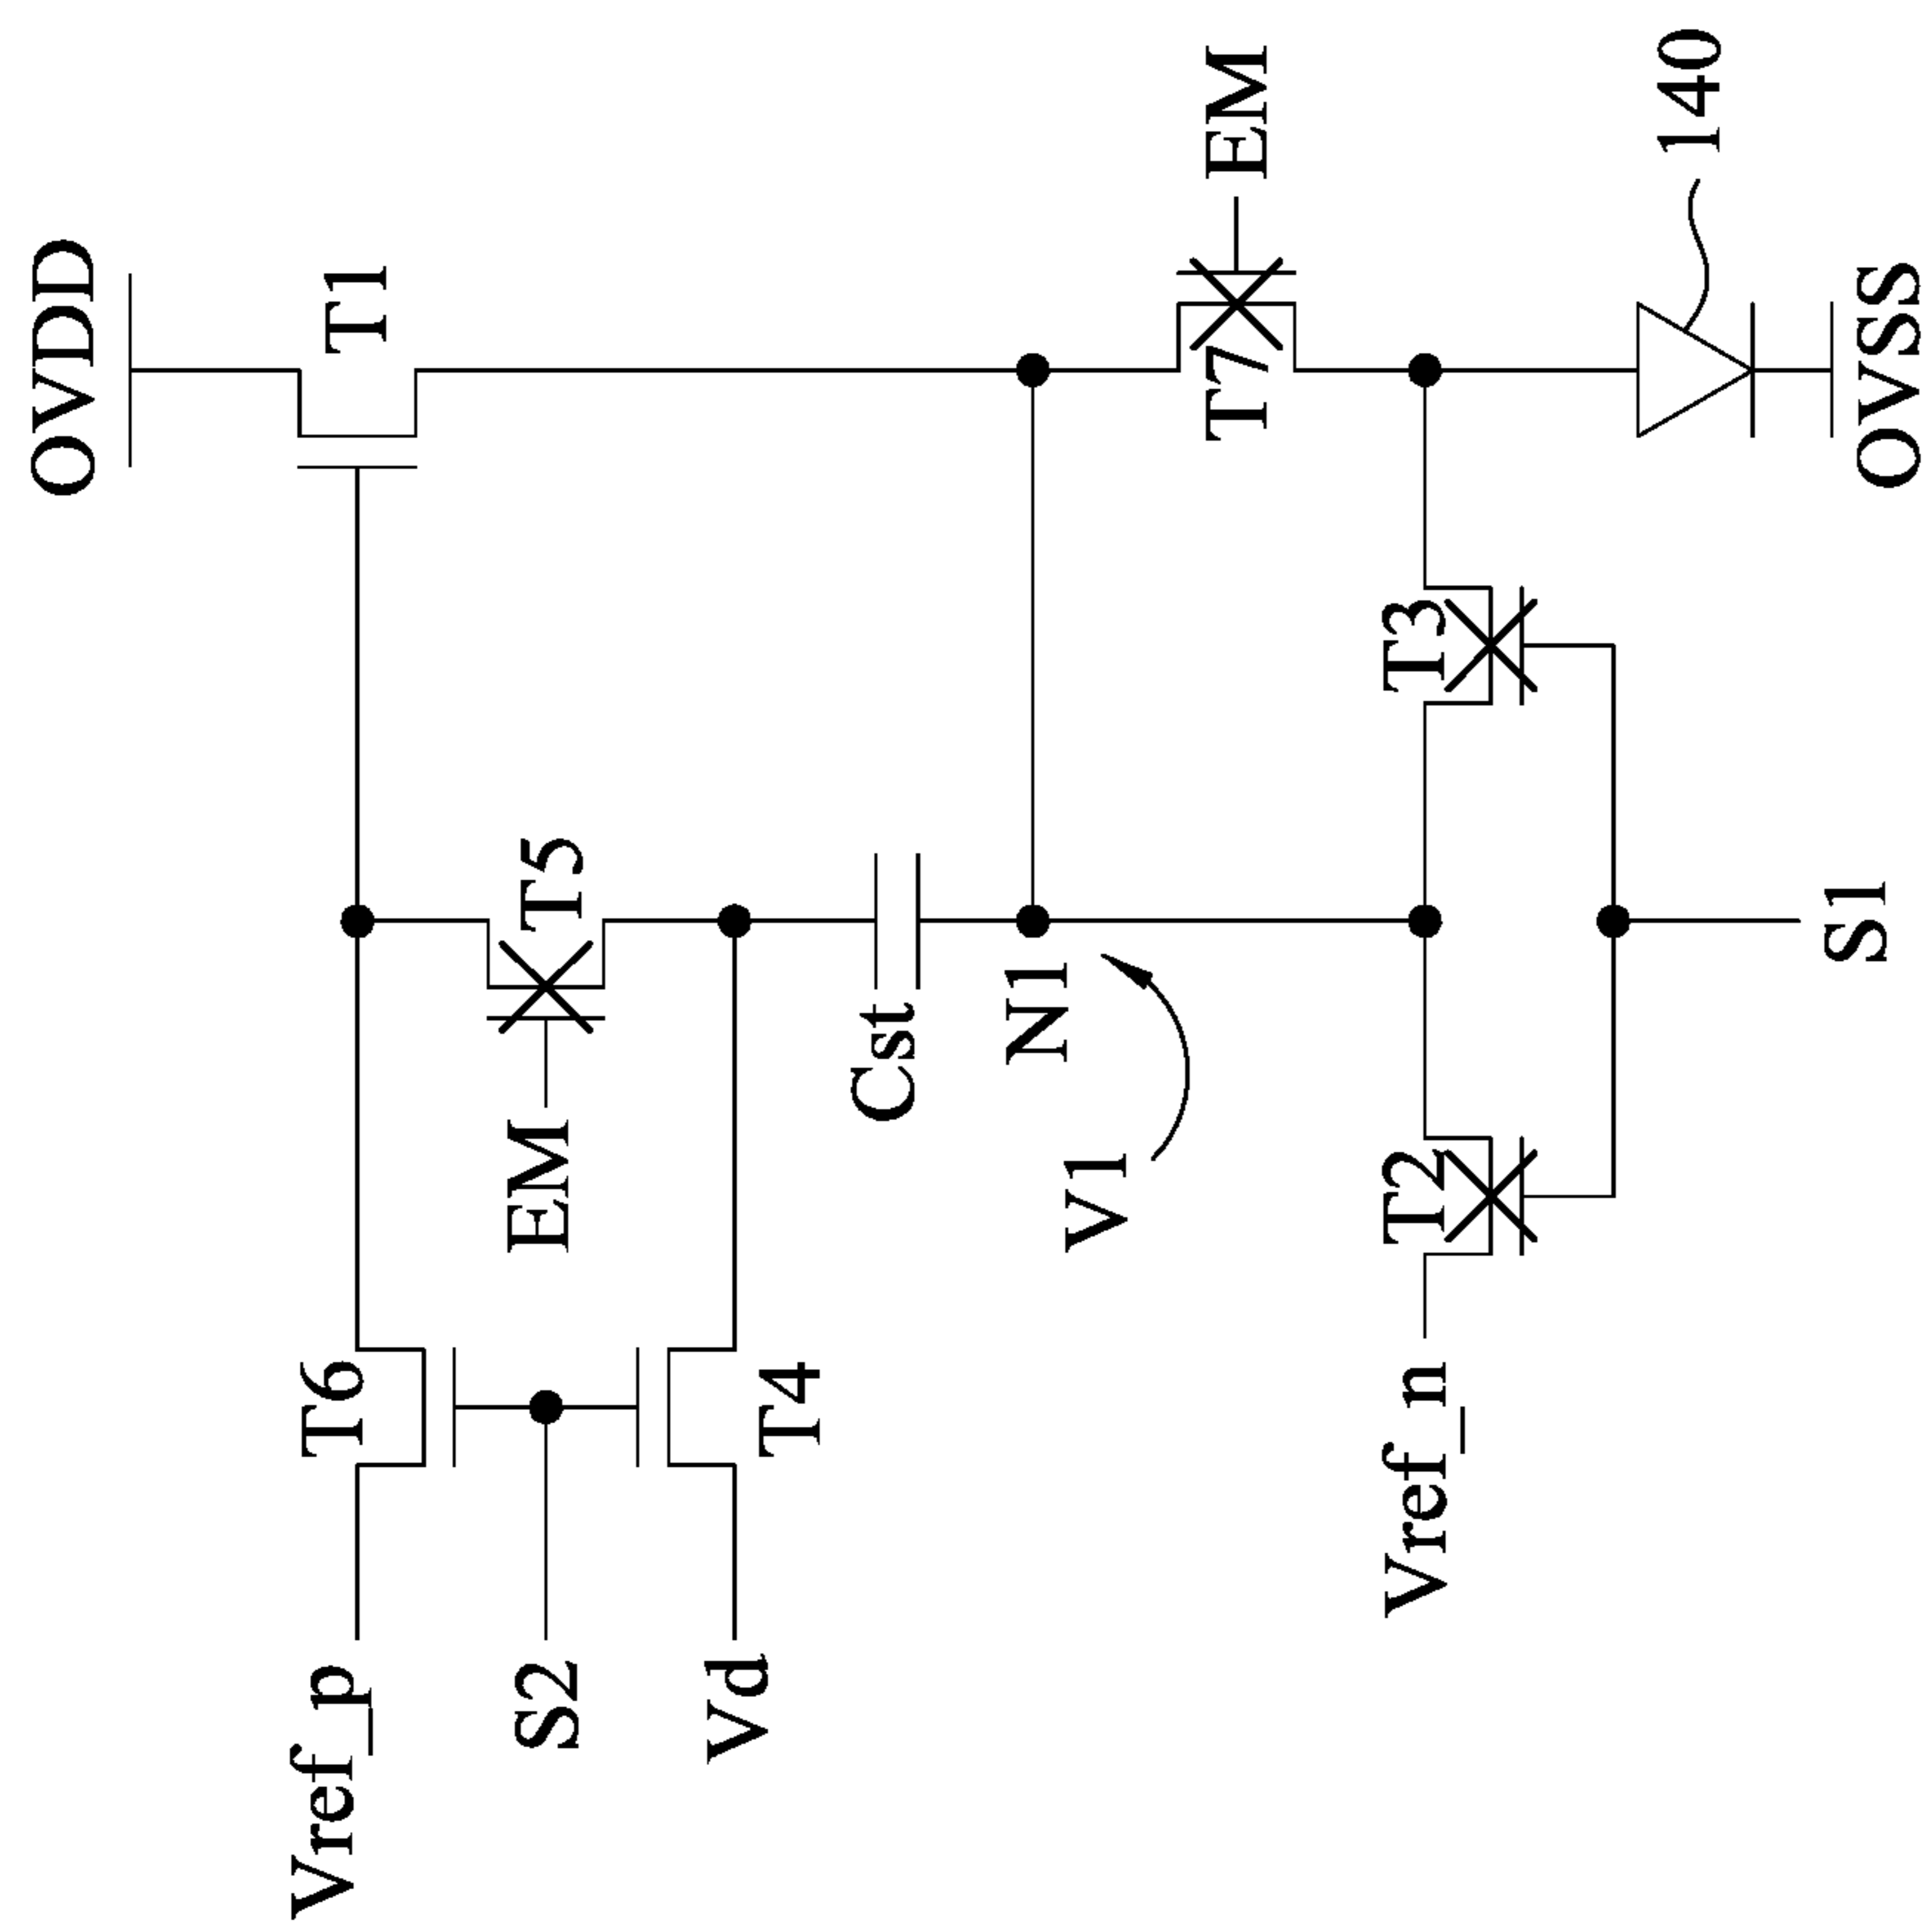 OVDD
T1
EM
T7
140
OVSS
T5
EM
T3
Cst
N1
V1
S1
T2
T6
T4
Vref_n
Vref_p
S2
Vd